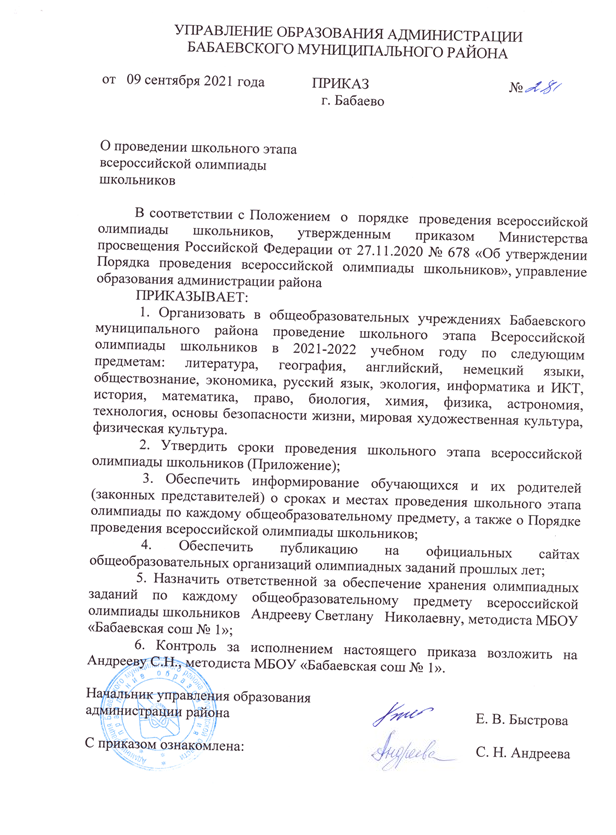 УПРАВЛЕНИЕ ОБРАЗОВАНИЯ АДМИНИСТРАЦИИ
БАБАЕВСКОГО МУНИЦИПАЛЬНОГО РАЙОНА
от 09 сентября 2021 года ПРИКАЗ № 281
г. Бабаево
О проведении школьного этапа
всероссийской олимпиады
школьников
В соответствии с Положением о порядке проведения всероссийской
олимпиады школьников, утвержденным приказом Министерства
просвещения Российской Федерации от 27.11.2020 № 678 «Об утверждении
Порядка проведения всероссийской олимпиады школьников», управление
образования администрации района
ПРИКАЗЫВАЕТ:
1. Организовать в общеобразовательных учреждениях Бабаевского
муниципального района проведение школьного этапа Всероссийской
олимпиады школьников в 2021-2022 учебном году по следующим
предметам: литература, география, английский, немецкий языки,
обществознание, экономика, русский язык, экология, информатика и ИКТ,
история, математика, право, биология, химия, физика, астрономия,
технология, основы безопасности жизни, мировая художественная культура,
физическая культура.
2. Утвердить сроки проведения школьного этапа всероссийской
олимпиады школьников (Приложение);
3. Обеспечить информирование обучающихся и их родителей
(законных представителей) о сроках и местах проведения школьного этапа
олимпиады по каждому общеобразовательному предмету, а также о Порядке
проведения всероссийской олимпиады школьников;
4. Обеспечить публикацию на официальных сайтах
общеобразовательных организаций олимпиадных заданий прошлых лет;
5. Назначить ответственной за обеспечение хранения олимпиадных
заданий по каждому общеобразовательному предмету всероссийской
олимпиады школьников Андрееву Светлану Николаевну, методиста МБОУ
«Бабаевская сош № 1»;
6. Контроль за исполнением настоящего приказа возложить на
Андрееву С.Н., методиста МБОУ «Бабаевская сош № 1».
Начальник управления образования
администрации района Е. В. Быстрова
С приказом ознакомлена: Андреева С. Н. Андреева